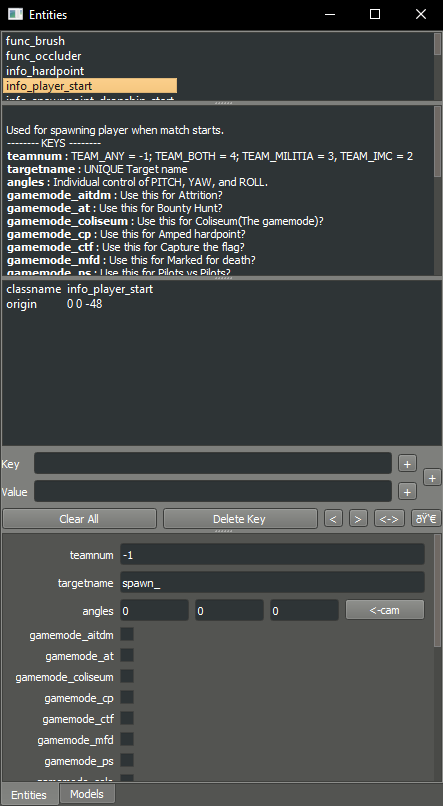 Entities
func_brush
func_occluder
info_hardpoint
info_player_start
info_spawnpoint_dropship_start
Used for spawning player when match starts.
-------- KEYS --------
teamnum : TEAM_ANY = -1; TEAM_BOTH = 4; TEAM_MILITIA = 3, TEAM_IMC = 2
targetname : UNIQUE Target name
angles : Individual control of PITCH, YAW, and ROLL.
gamemode_aitdm : Use this for Attrition?
gamemode_at : Use this for Bounty Hunt?
gamemode_coliseum : Use this for Coliseum(The gamemode)?
gamemode_cp : Use this for Amped hardpoint?
gamemode_ctf : Use this for Capture the flag?
gamemode_mfd : Use this for Marked for death?
gamemode_ps : Use this for Pilots vs Pilots?
classname info_player_start
origin 0 0 -48
Key +
+
Value +
Clear All Delete Key < > <-> ðŸ’€
teamnum -1
targetname spawn_
angles 0 0 0 <-cam
gamemode_aitdm
gamemode_at
gamemode_coliseum
gamemode_cp
gamemode_ctf
gamemode_mfd
gamemode_ps
Entities Models